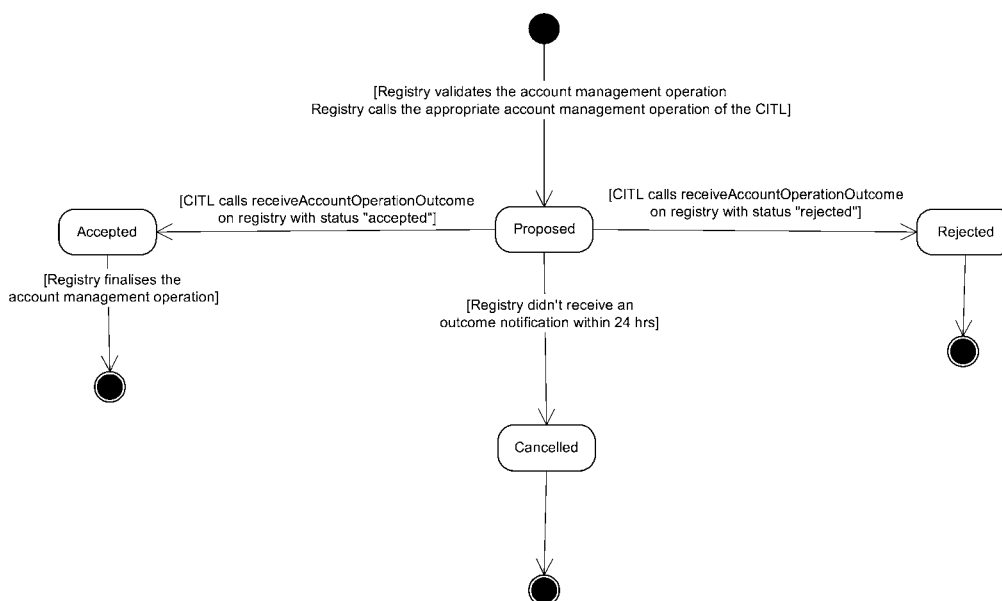 [Registry validates the account management operation
Registry calls the appropriate account management operation of the CITL]
[CITL calls receiveAccountOperationOutcome
on registry with status "accepted"]
[CITL calls receiveAccountOperationOutcome
on registry with status "rejected"]
Accepted
Proposed
Rejected
[Registry finalises the
account management operation]
[Registry didn't receive an
outcome notification within 24 hrs]
Cancelled